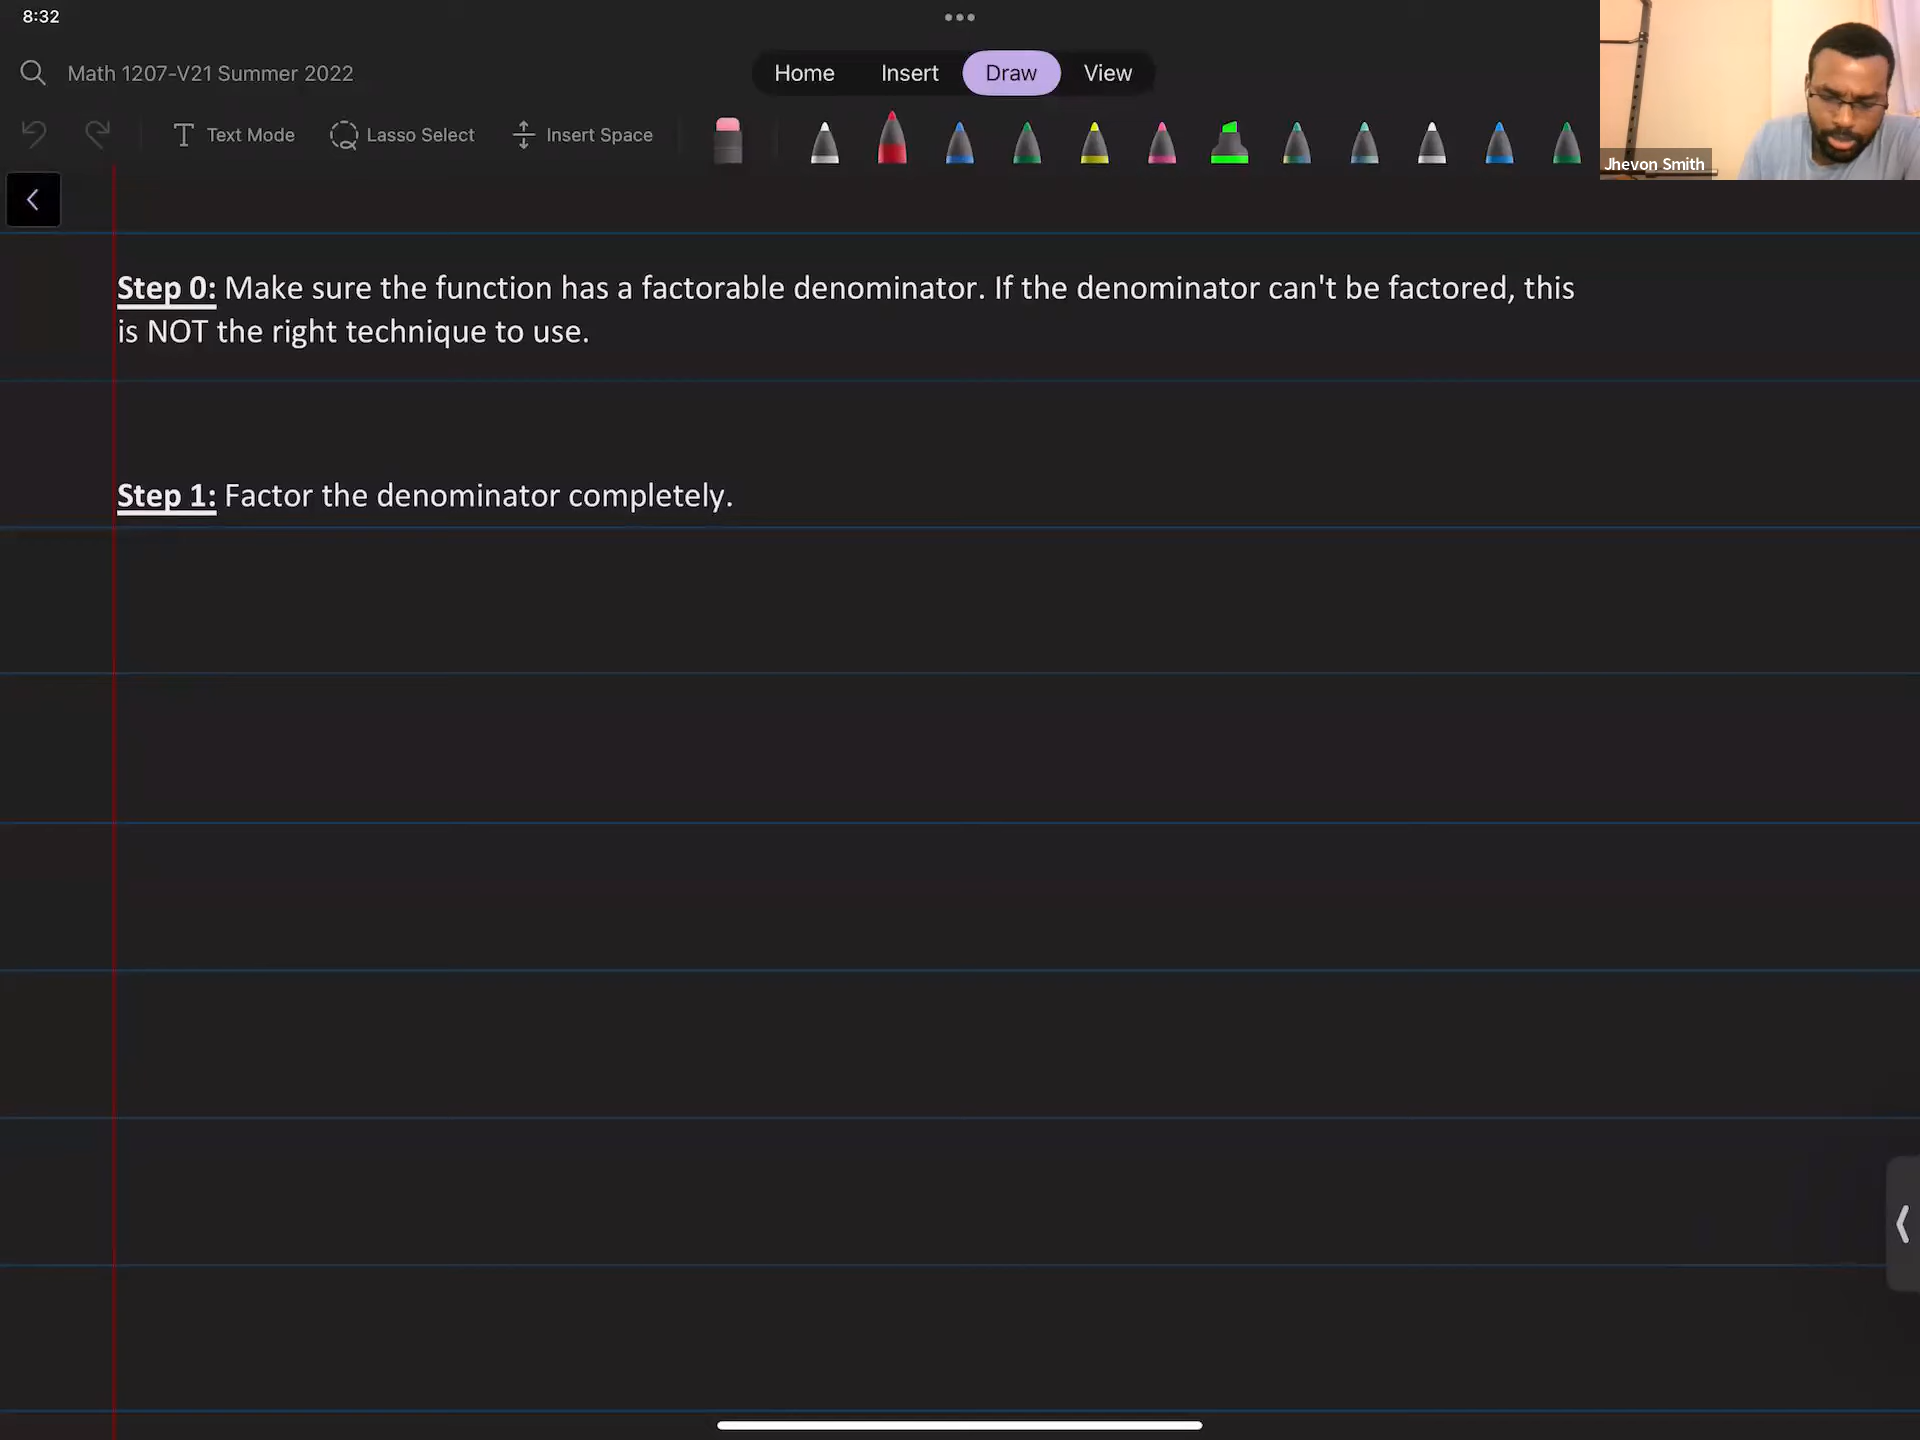 8:32
Math 1207-V21 Summer 2022
Home Insert Draw View
Text Mode Lasso Select Insert Space
Jhevon Smith
Step 0: Make sure the function has a factorable denominator. If the denominator can't be factored, this
is NOT the right technique to use.
Step 1: Factor the denominator completely.